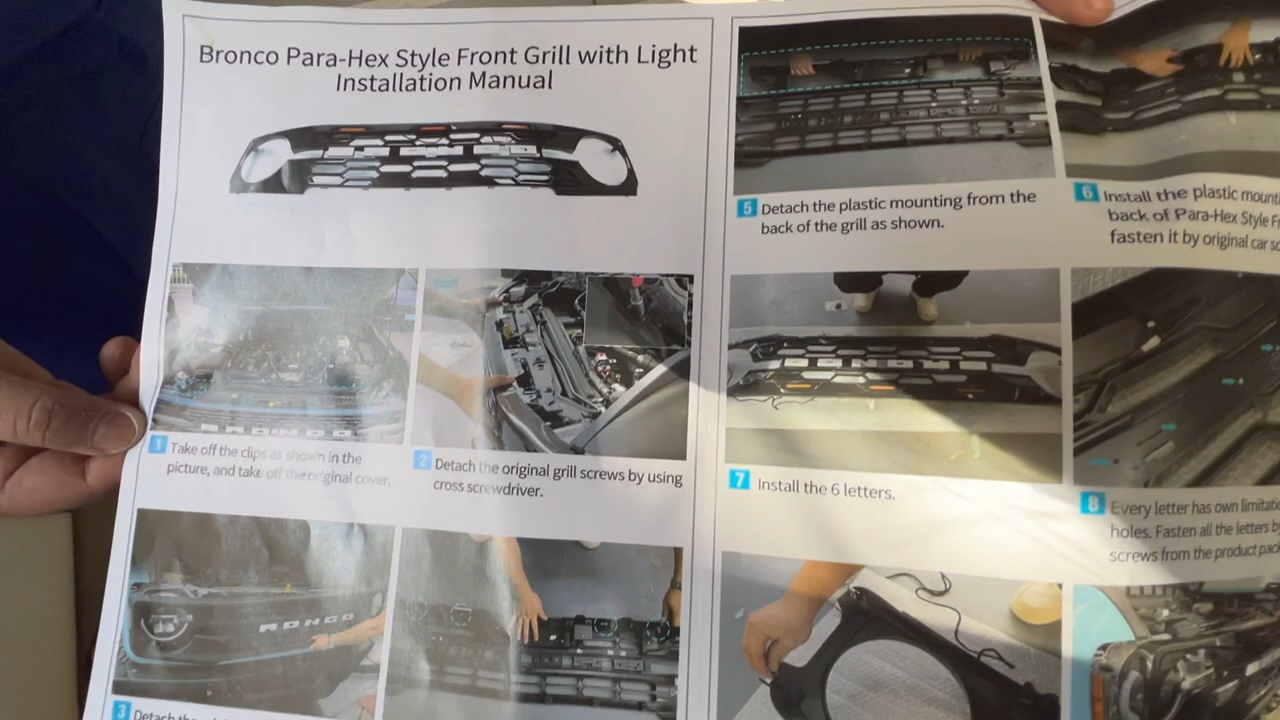 Bronco Para-Hex Style Front Grill with Light
Installation Manual
1 Take off the clips as shown in the
picture, and take off the original cover.
2 Detach the original grill screws by using
cross screwdriver.
RONCO
3 Detach
5 Detach the plastic mounting from the
back of the grill as shown.
6 Install the plastic
back of Para-Hex Style
fasten it by original car
7 Install the 6 letters.
8 Every letter has own
holes. Fasten all the letters
screws from the product